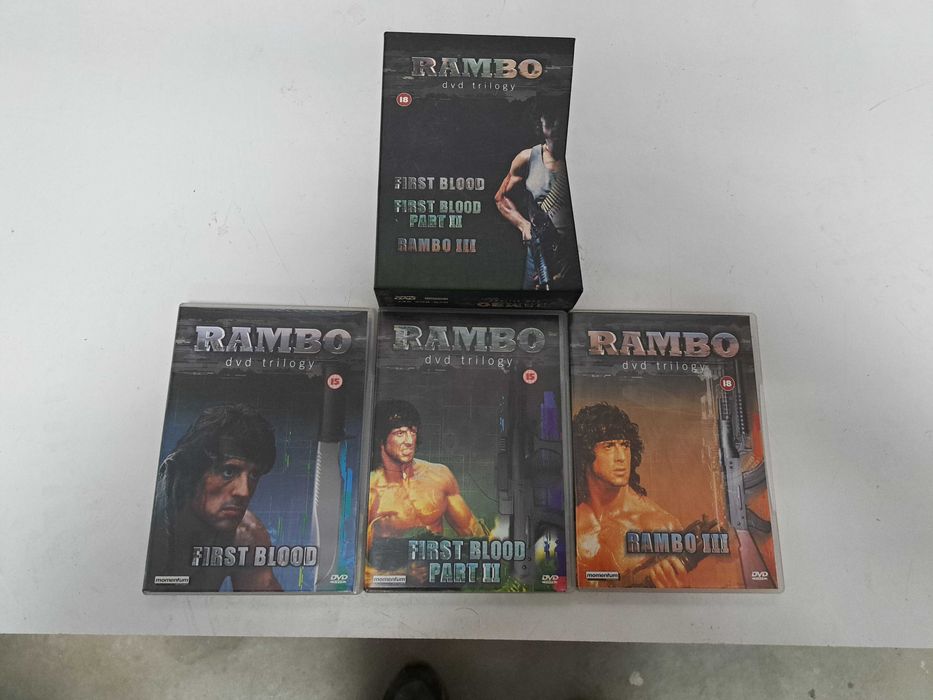 RAMBO
dvd trilogy
18
FIRST BLOOD
FIRST BLOOD
PART II
RAMBO III
RAMBO
RAMBO
dvd trilogy
15
FIRST BLOOD
momentum
DVD
RAMBO
dvd trilogy
15
FIRST BLOOD
PART II
momentum
DVD
RAMBO
dvd trilogy
18
RAMBO III
momentum
DVD